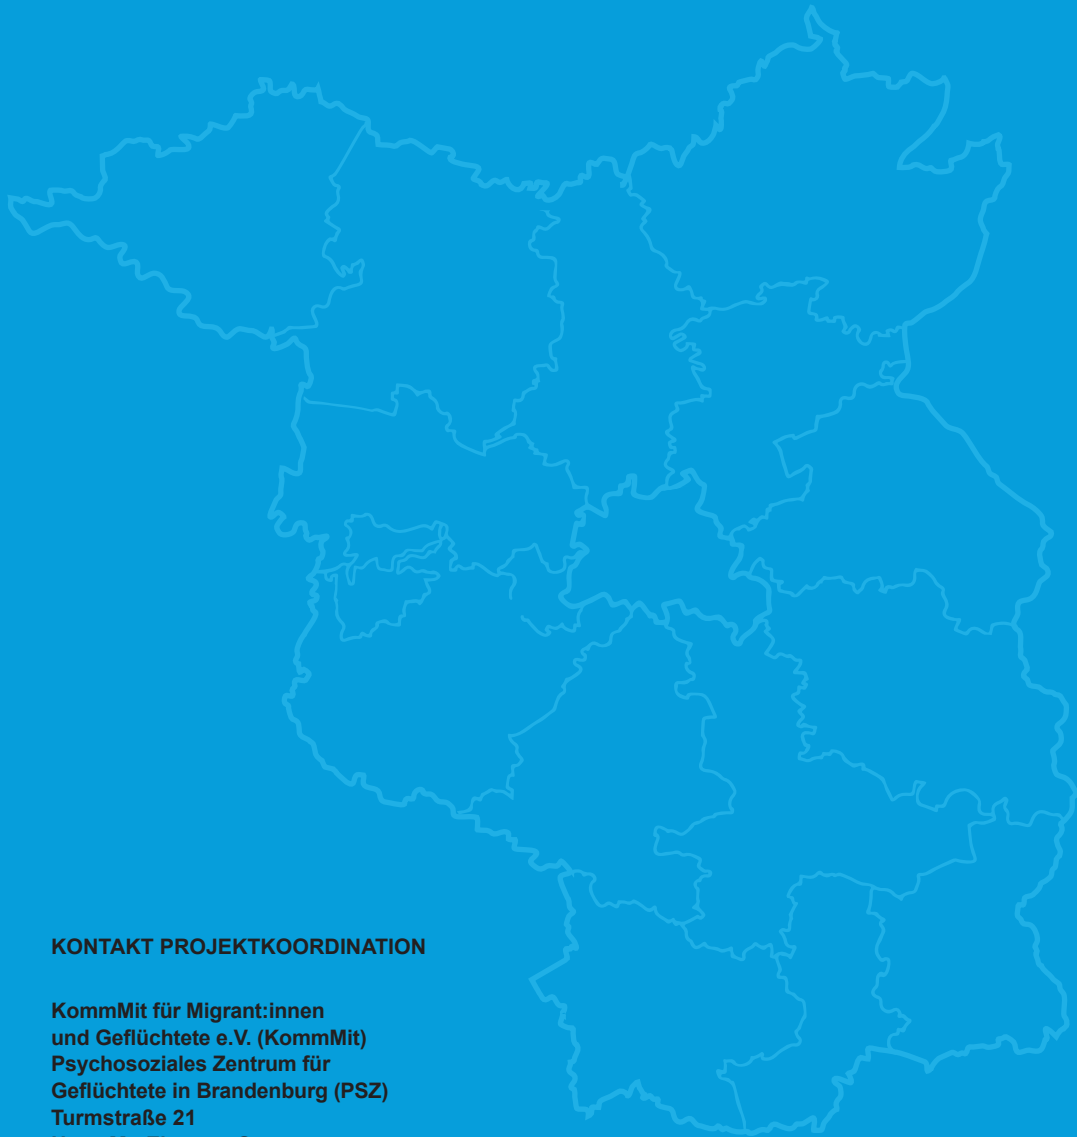 KONTAKT PROJEKTKOORDINATION
KommMit für Migrant:innen
und Geflüchtete e.V. (KommMit)
Psychosoziales Zentrum für
Geflüchtete in Brandenburg (PSZ)
Turmstraße 21